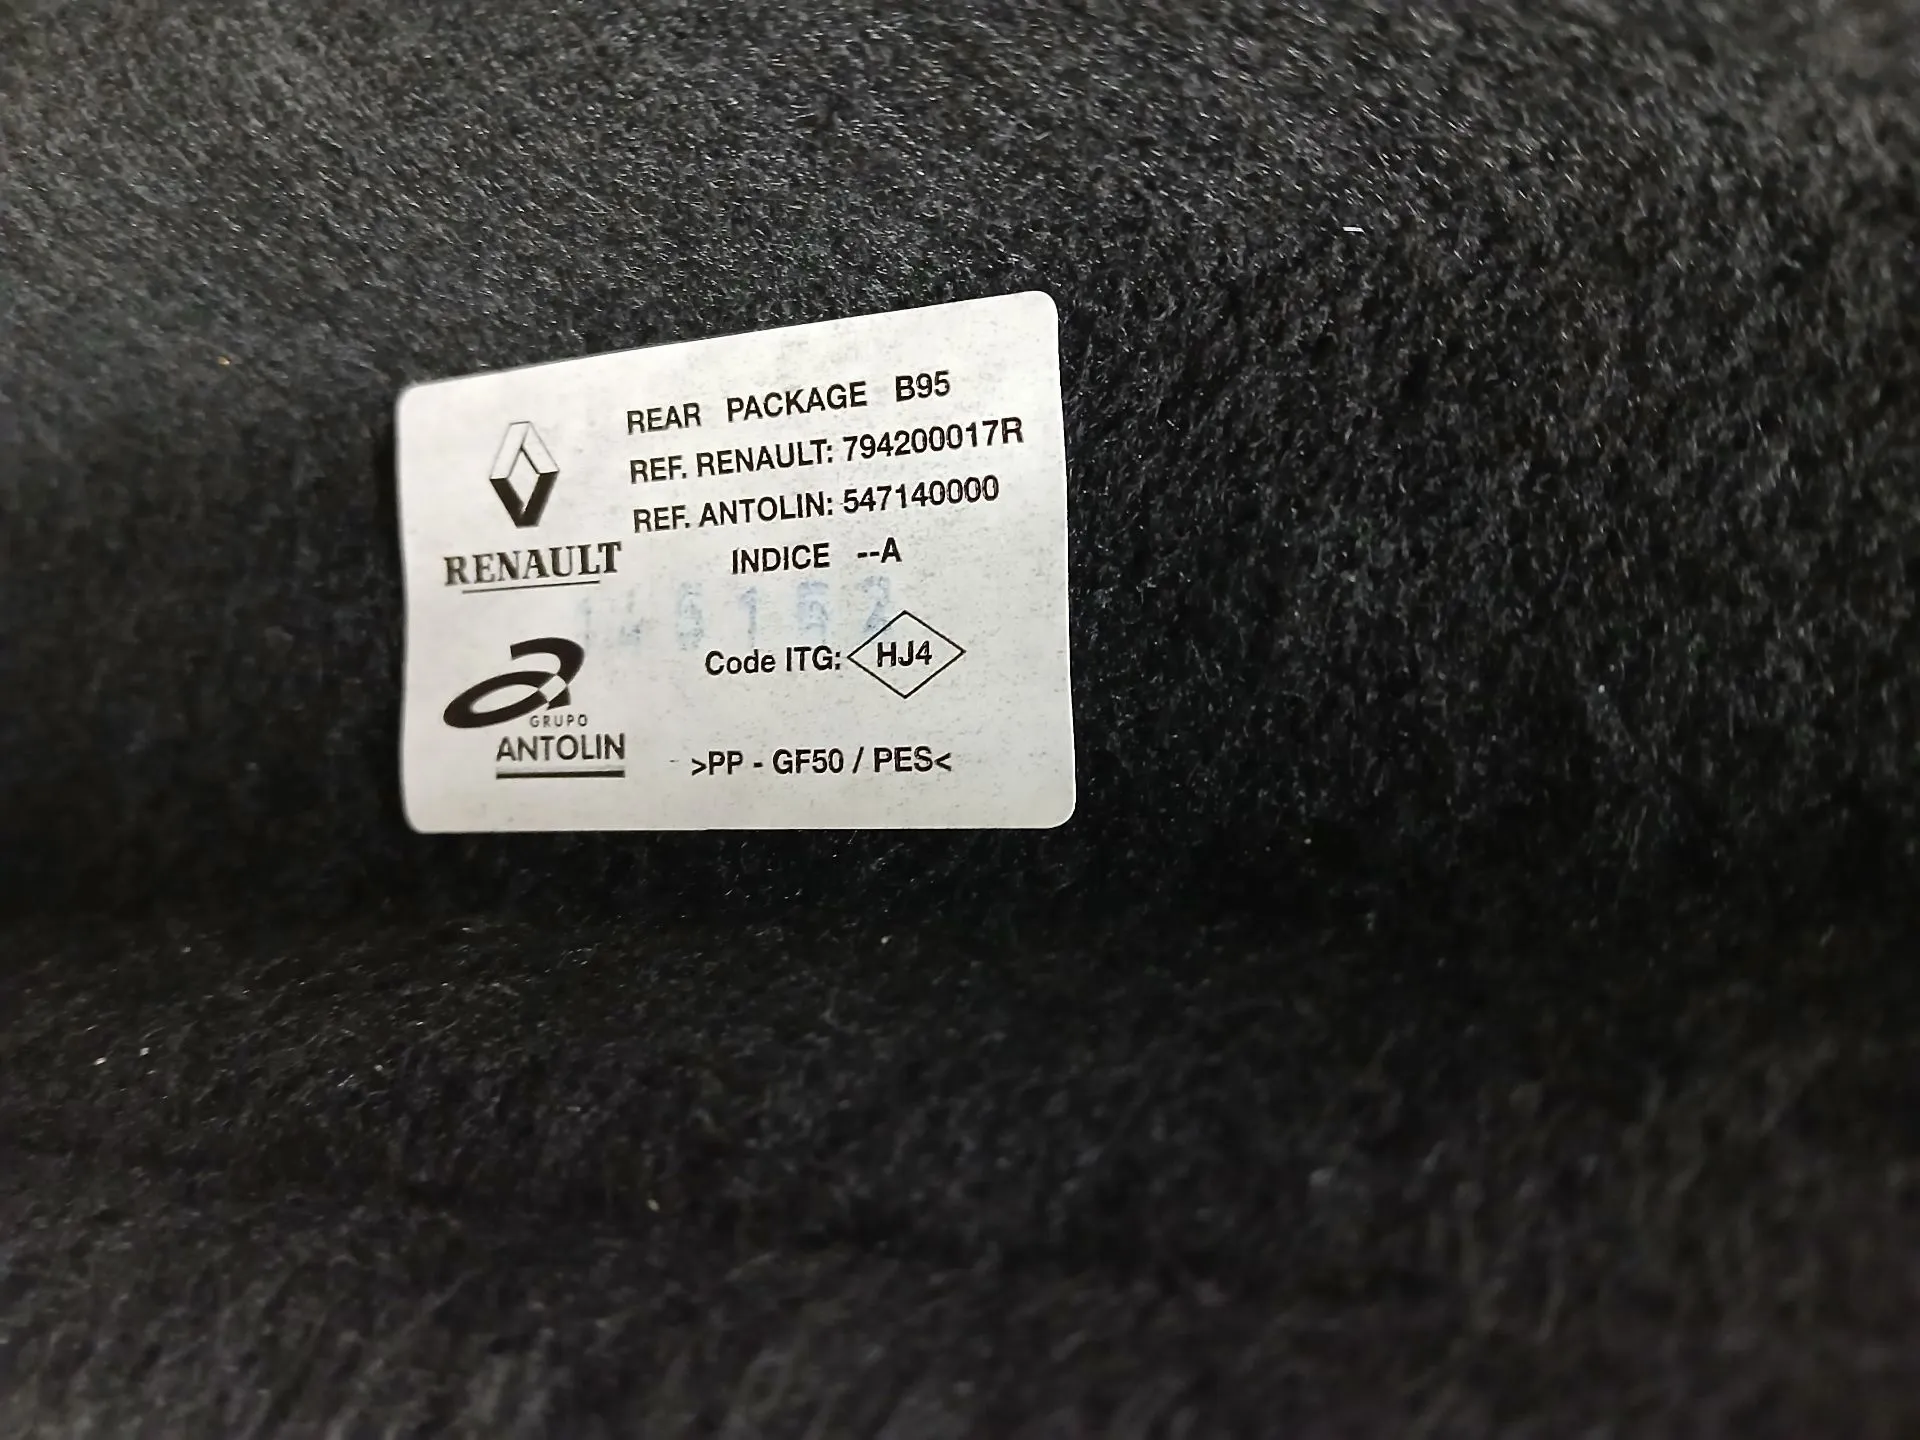 REAR PACKAGE B95
REF. RENAULT: 794200017R
REF. ANTOLIN: 547140000
INDICE --A
RENAULT
Code ITG: HJ4
GRUPO
ANTOLIN
>PP - GF50 / PES<